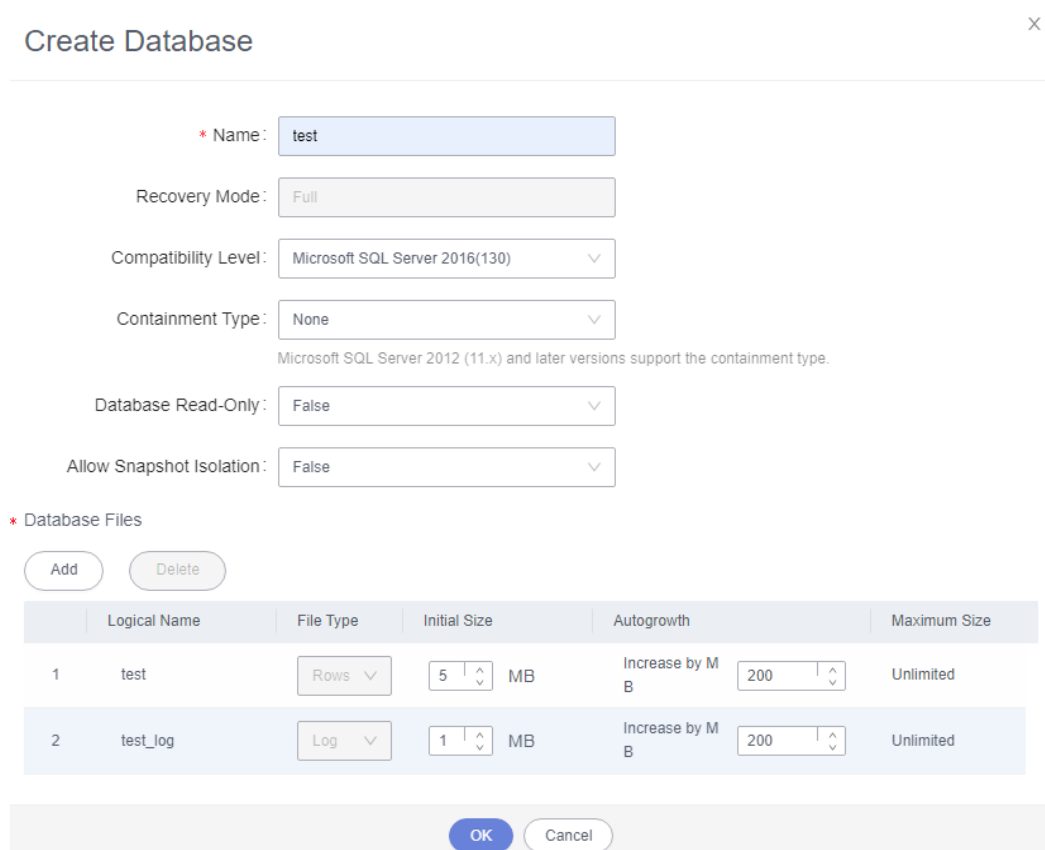 Create Database
X
* Name:
test
Recovery Mode:
Full
Compatibility Level:
Microsoft SQL Server 2016(130)
Containment Type:
None
Microsoft SQL Server 2012 (11.x) and later versions support the containment type.
Database Read-Only:
False
Allow Snapshot Isolation:
False
* Database Files
Add Delete
Logical Name File Type Initial Size Autogrowth Maximum Size
1 test Rows 5 MB Increase by M
B 200 Unlimited
2 test_log Log 1 MB Increase by M
B 200 Unlimited
OK Cancel